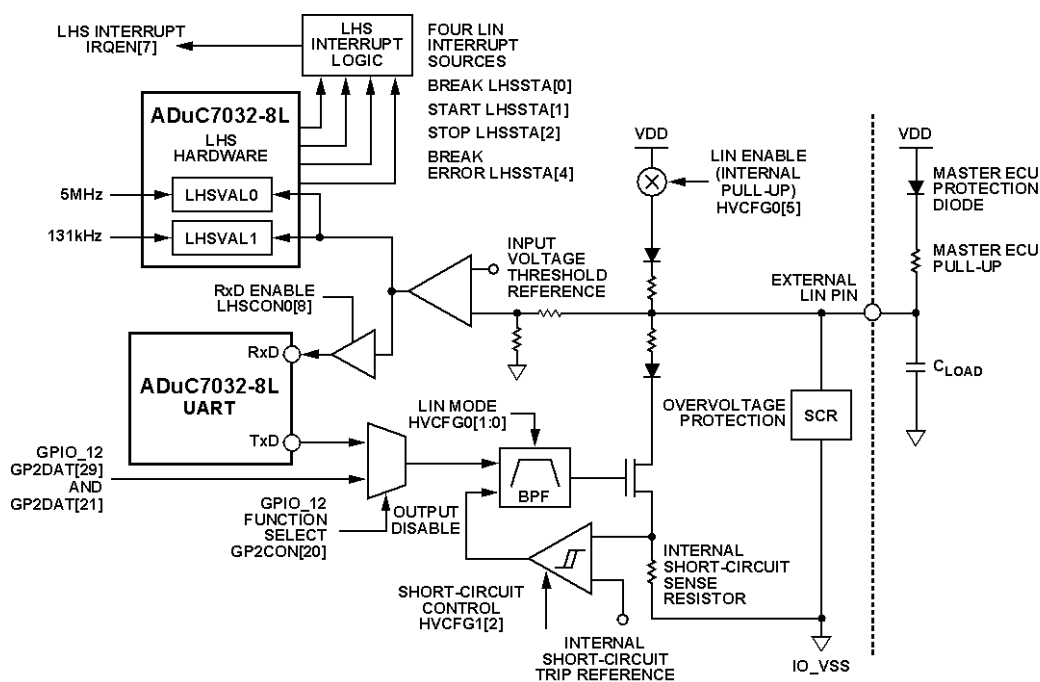 LHS INTERRUPT
IRQEN[7]
LHS
INTERRUPT
LOGIC
FOUR LIN
INTERRUPT
SOURCES
BREAK LHSSTA[0]
START LHSSTA[1]
STOP LHSSTA[2]
BREAK
ERROR LHSSTA[4]
ADuC7032-8L
LHS
HARDWARE
5MHz
LHSVAL0
131kHz
LHSVAL1
VDD
LIN ENABLE
(INTERNAL
PULL-UP)
HVCFG0[5]
VDD
MASTER ECU
PROTECTION
DIODE
MASTER ECU
PULL-UP
INPUT
VOLTAGE
THRESHOLD
REFERENCE
EXTERNAL
LIN PIN
RxD ENABLE
LHSCON0[8]
RxD
ADuC7032-8L
UART
TxD
CLOAD
OVERVOLTAGE
PROTECTION
SCR
LIN MODE
HVCFG0[1:0]
BPF
GPIO_12
GP2DAT[29]
AND
GP2DAT[21]
GPIO_12
FUNCTION
SELECT
GP2CON[20]
OUTPUT
DISABLE
SHORT-CIRCUIT
CONTROL
HVCFG1[2]
INTERNAL
SHORT-CIRCUIT
SENSE
RESISTOR
INTERNAL
SHORT-CIRCUIT
TRIP REFERENCE
IO_VSS